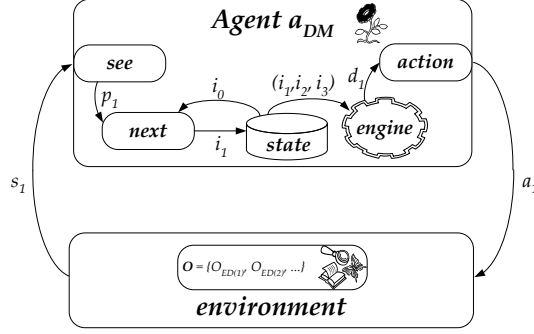 Agent a_DM
see
action
p_1
i_0
(i_1, i_2, i_3)
d_1
next
i_1
state
engine
s_1
a_1
O = {O_ED(1), O_ED(2), ...}
environment